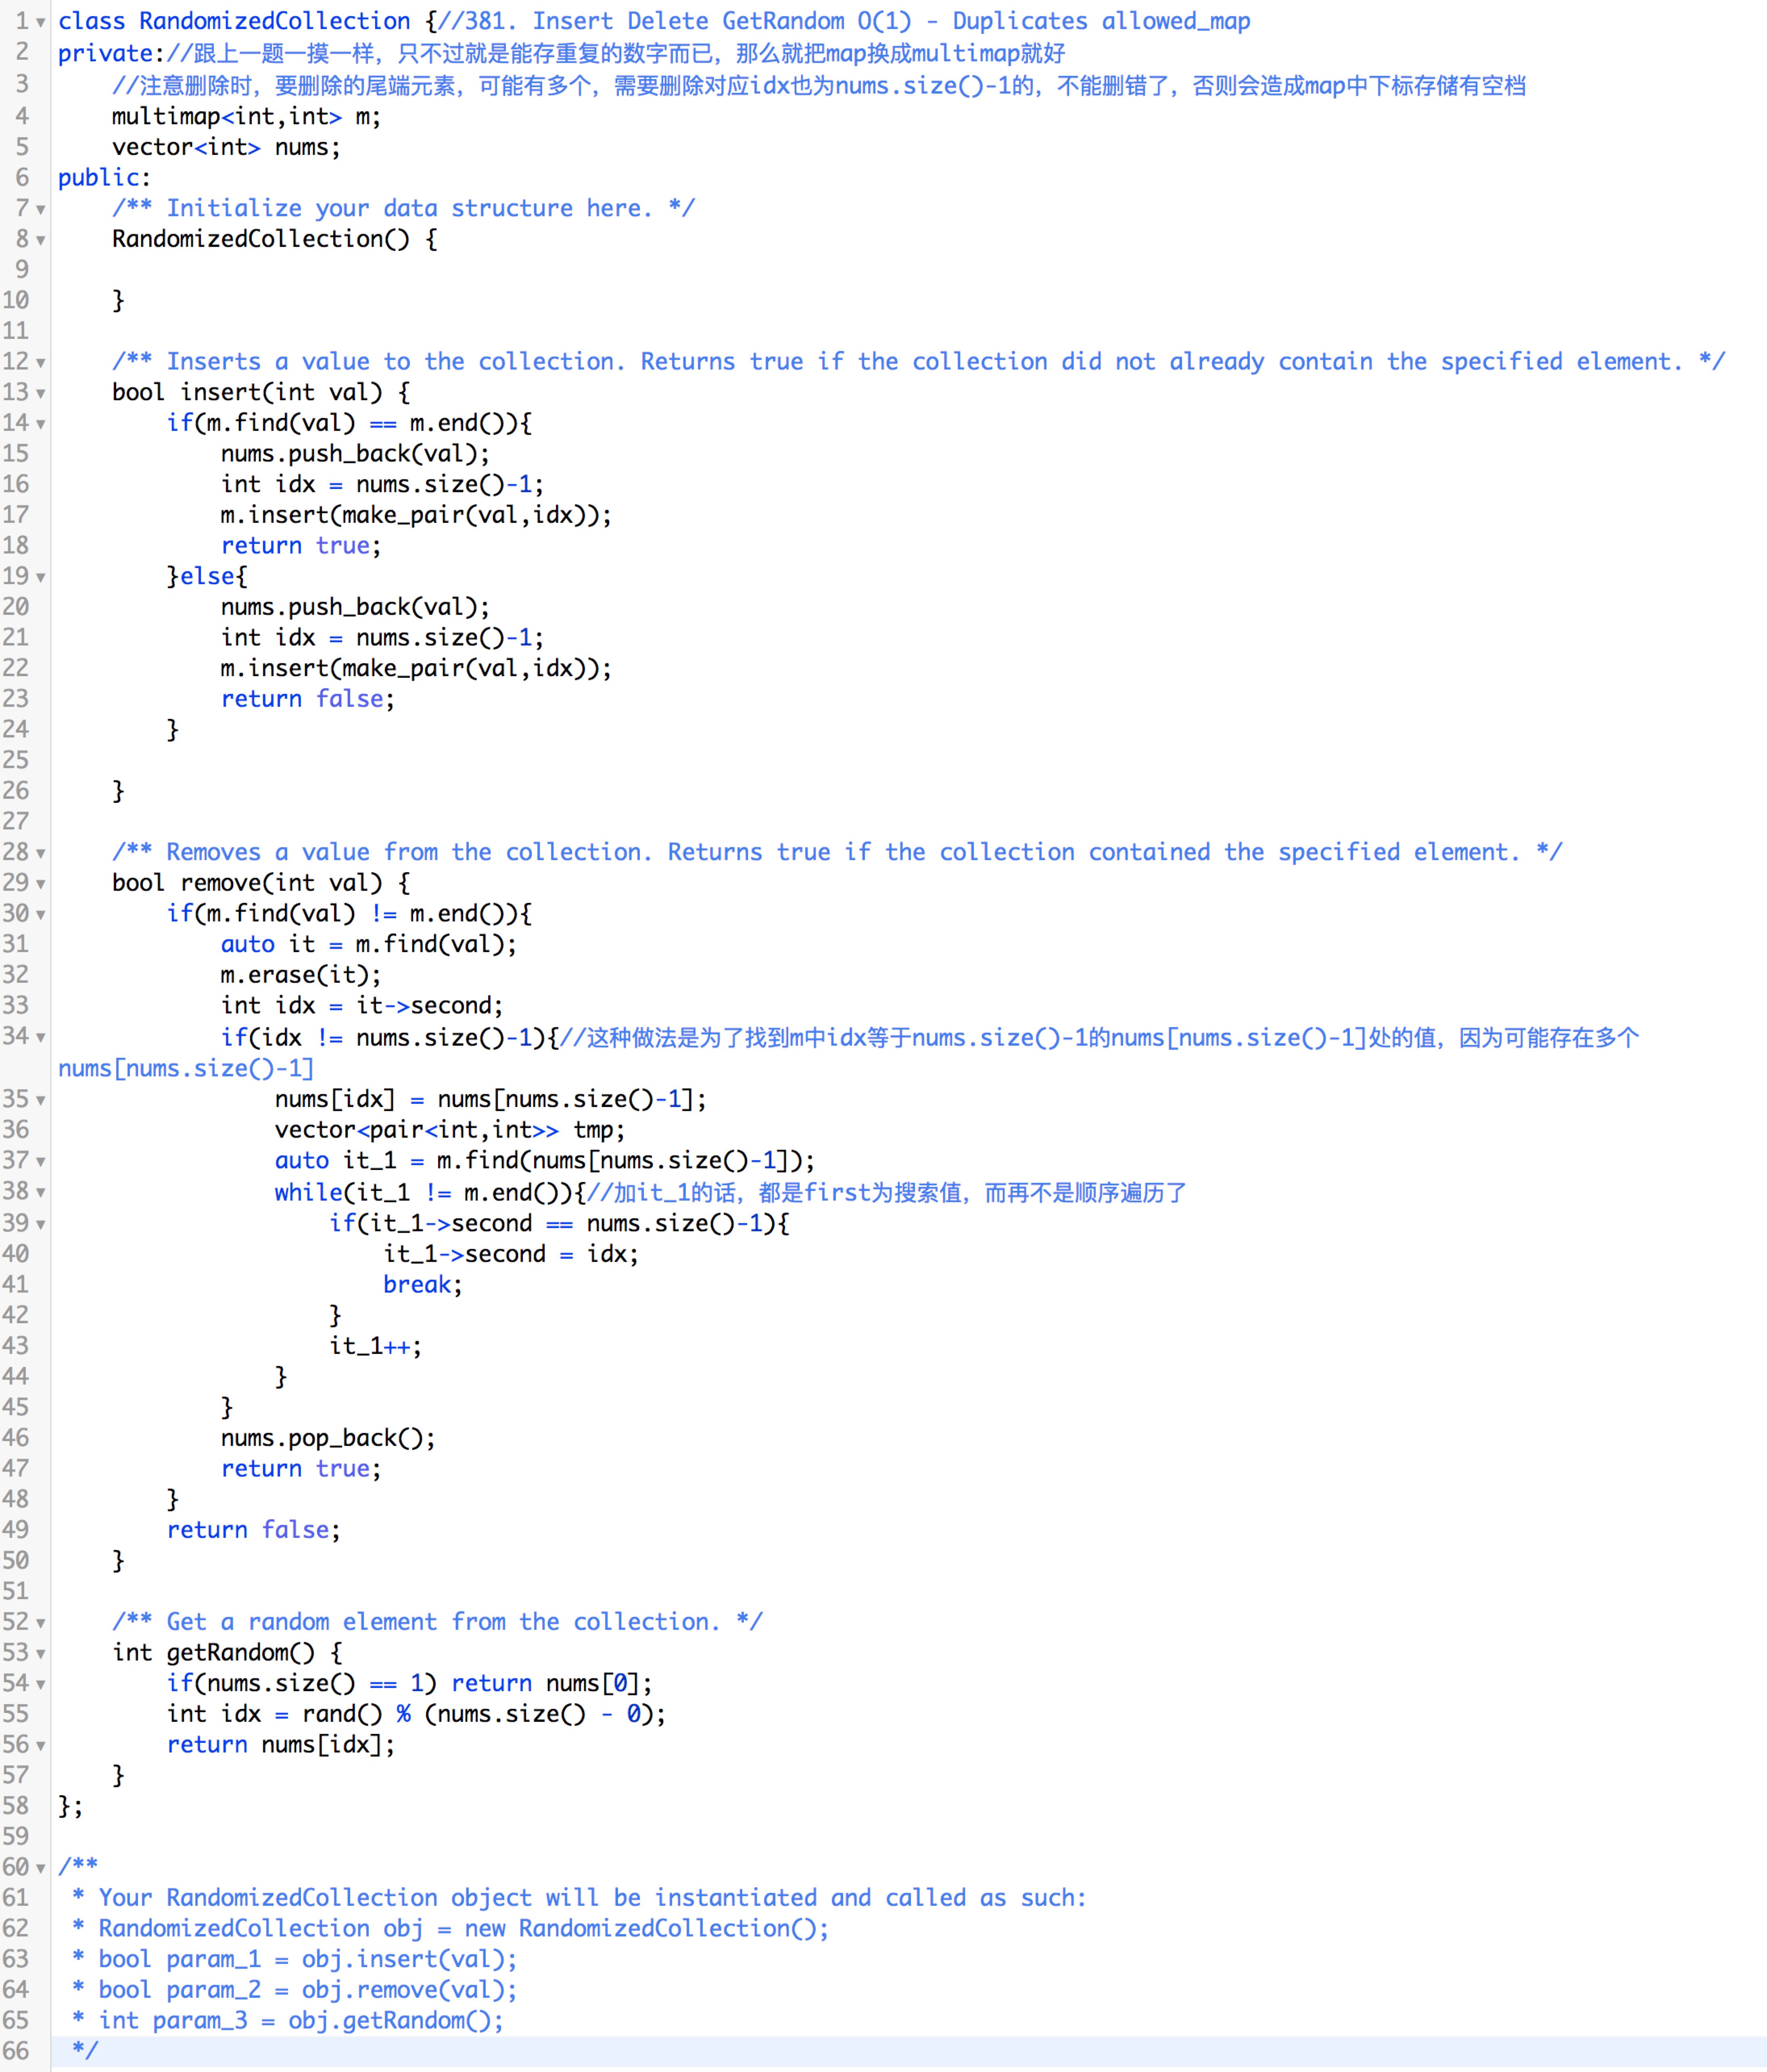 1 class RandomizedCollection {//381. Insert Delete GetRandom O(1) - Duplicates allowed_map
2 private://跟上一题一摸一样，只不过就是能存重复的数字而已，那么就把map换成multimap就好
3     //注意删除时，要删除的尾端元素，可能有多个，需要删除对应idx也为nums.size()-1的，不能删错了，否则会造成map中下标存储有空档
4     multimap<int,int> m;
5     vector<int> nums;
6 public:
7     /** Initialize your data structure here. */
8     RandomizedCollection() {
9
10     }
11
12     /** Inserts a value to the collection. Returns true if the collection did not already contain the specified element. */
13     bool insert(int val) {
14         if(m.find(val) == m.end()){
15             nums.push_back(val);
16             int idx = nums.size()-1;
17             m.insert(make_pair(val,idx));
18             return true;
19         }else{
20             nums.push_back(val);
21             int idx = nums.size()-1;
22             m.insert(make_pair(val,idx));
23             return false;
24         }
25
26     }
27
28     /** Removes a value from the collection. Returns true if the collection contained the specified element. */
29     bool remove(int val) {
30         if(m.find(val) != m.end()){
31             auto it = m.find(val);
32             m.erase(it);
33             int idx = it->second;
34             if(idx != nums.size()-1){//这种做法是为了找到m中idx等于nums.size()-1的nums[nums.size()-1]处的值，因为可能存在多个
nums[nums.size()-1]
35                 nums[idx] = nums[nums.size()-1];
36                 vector<pair<int,int>> tmp;
37                 auto it_1 = m.find(nums[nums.size()-1]);
38                 while(it_1 != m.end()){//加it_1的话，都是first为搜索值，而再不是顺序遍历了
39                     if(it_1->second == nums.size()-1){
40                         it_1->second = idx;
41                         break;
42                     }
43                     it_1++;
44                 }
45             }
46             nums.pop_back();
47             return true;
48         }
49         return false;
50     }
51
52     /** Get a random element from the collection. */
53     int getRandom() {
54         if(nums.size() == 1) return nums[0];
55         int idx = rand() % (nums.size() - 0);
56         return nums[idx];
57     }
58 };
59
60 /**
61  * Your RandomizedCollection object will be instantiated and called as such:
62  * RandomizedCollection obj = new RandomizedCollection();
63  * bool param_1 = obj.insert(val);
64  * bool param_2 = obj.remove(val);
65  * int param_3 = obj.getRandom();
66  */